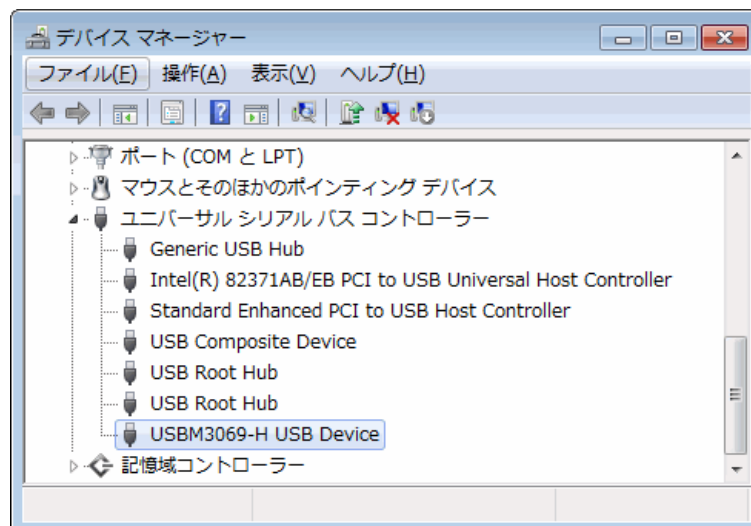 デバイス マネージャー
ファイル(F) 操作(A) 表示(V) ヘルプ(H)
ポート (COM と LPT)
マウスとそのほかのポインティング デバイス
ユニバーサル シリアル バス コントローラー
Generic USB Hub
Intel(R) 82371AB/EB PCI to USB Universal Host Controller
Standard Enhanced PCI to USB Host Controller
USB Composite Device
USB Root Hub
USB Root Hub
USBM3069-H USB Device
記憶域コントローラー